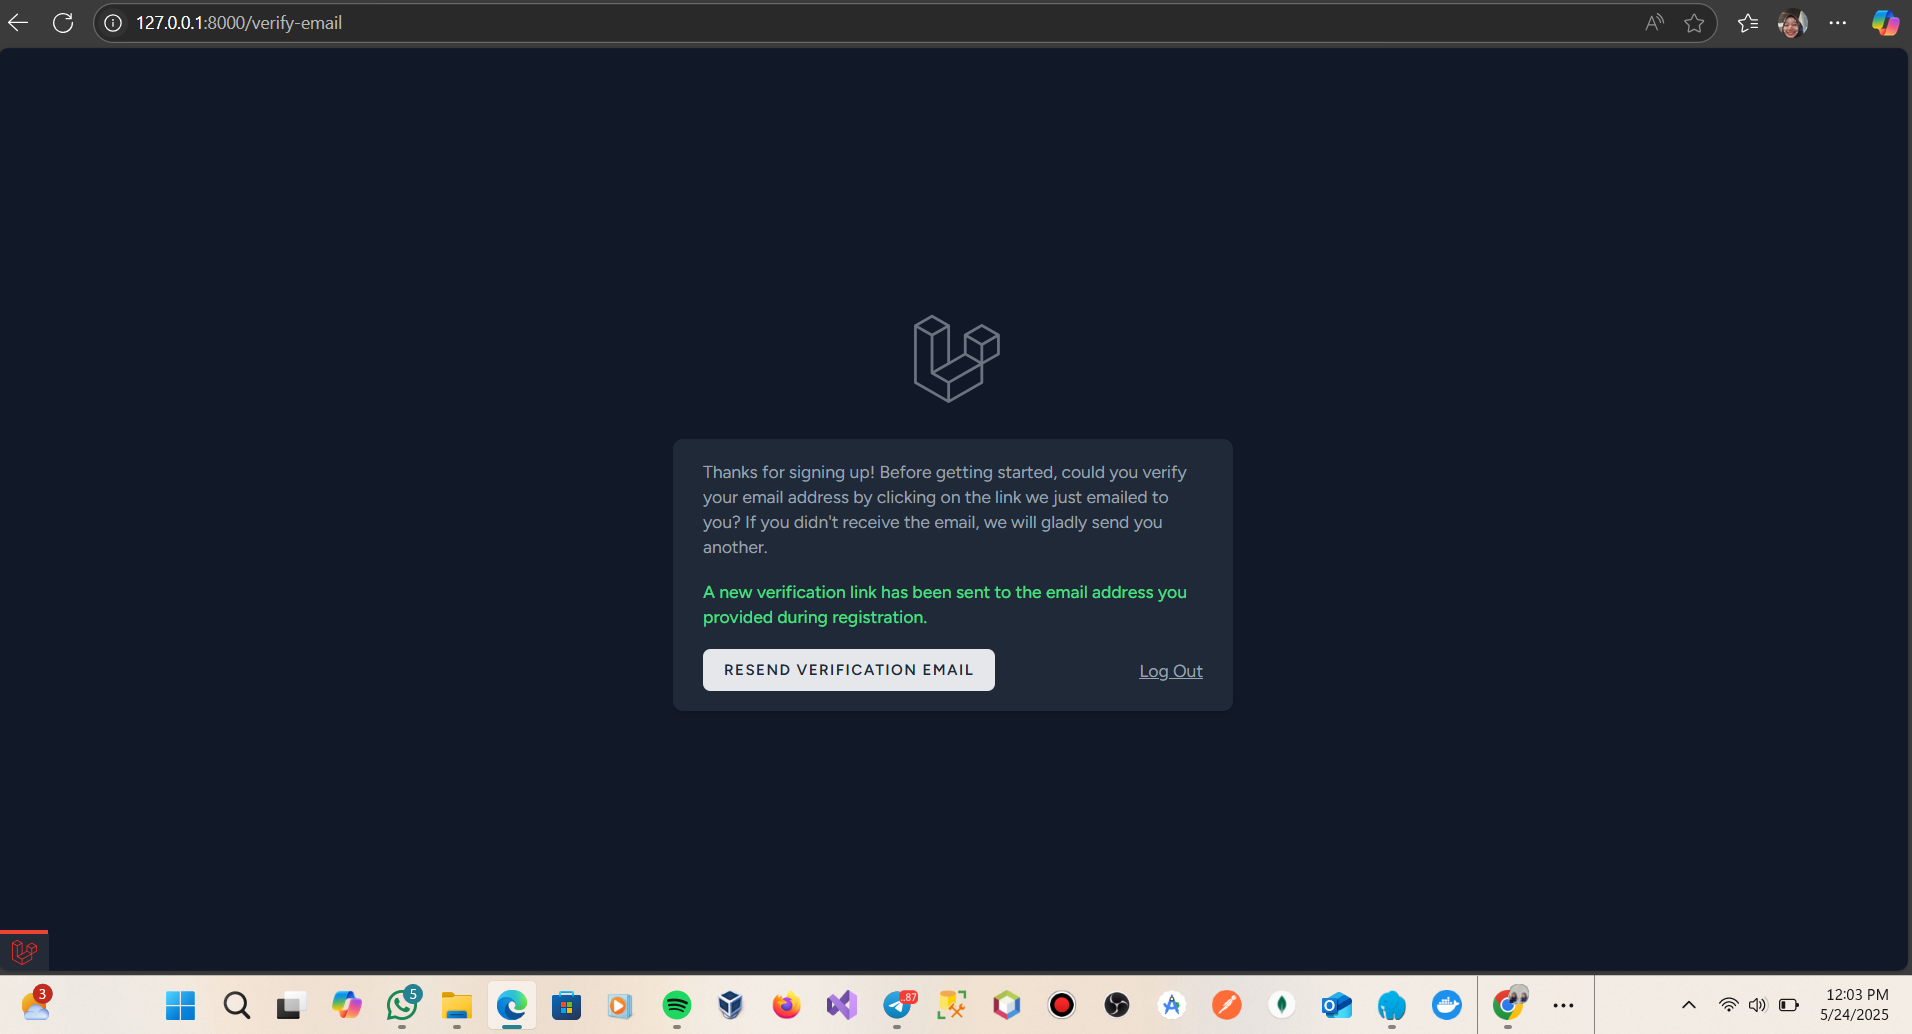 127.0.0.1:8000/verify-email
Thanks for signing up! Before getting started, could you verify
your email address by clicking on the link we just emailed to
you? If you didn't receive the email, we will gladly send you
another.
A new verification link has been sent to the email address you
provided during registration.
RESEND VERIFICATION EMAIL
Log Out
3
5
.87
12:03 PM
5/24/2025